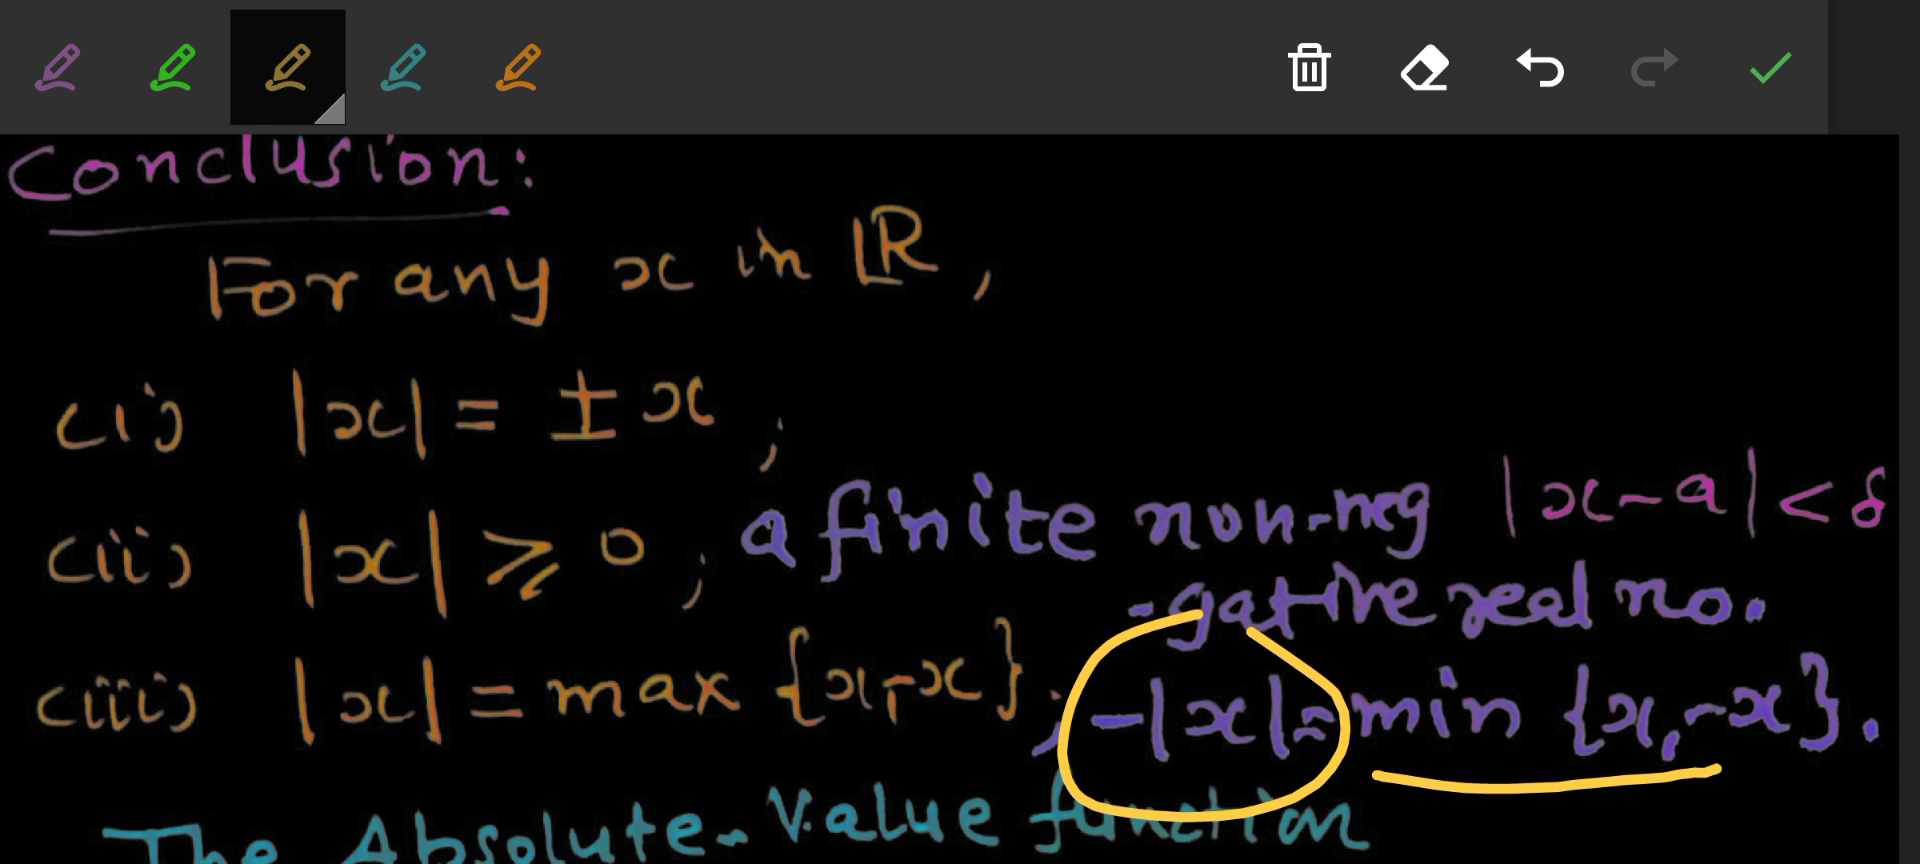 Conclusion:
For any x in ℝ,
(i) |x| = ± x ;
(ii) |x| ⩾ 0 ; a finite non-neg |x-a| < δ
-gative real no.
(iii) |x| = max {x,-x} ; -|x| = min {x,-x}.
The Absolute-Value function